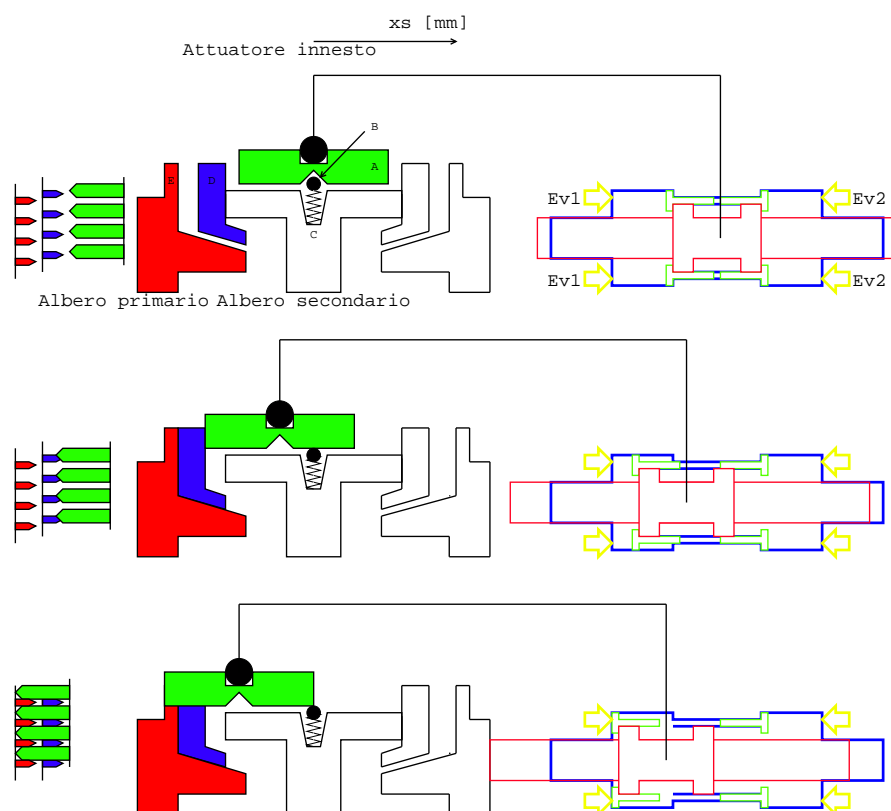 xs [mm]
Attuatore innesto
B
A
E
D
C
Ev1
Ev2
Ev1
Ev2
Albero primario
Albero secondario